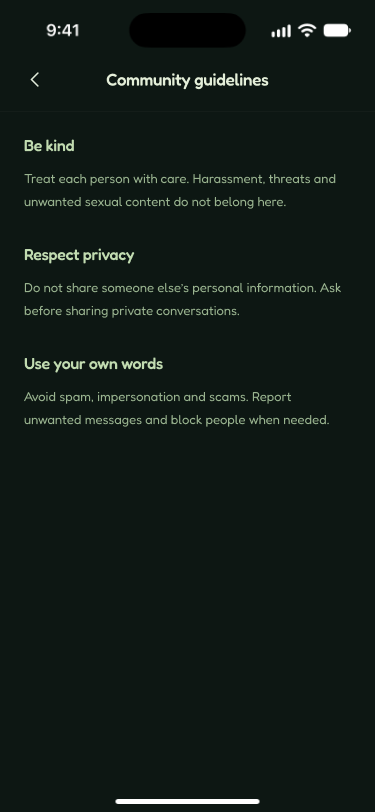 9:41
Community guidelines
Be kind
Treat each person with care. Harassment, threats and
unwanted sexual content do not belong here.
Respect privacy
Do not share someone else's personal information. Ask
before sharing private conversations.
Use your own words
Avoid spam, impersonation and scams. Report
unwanted messages and block people when needed.